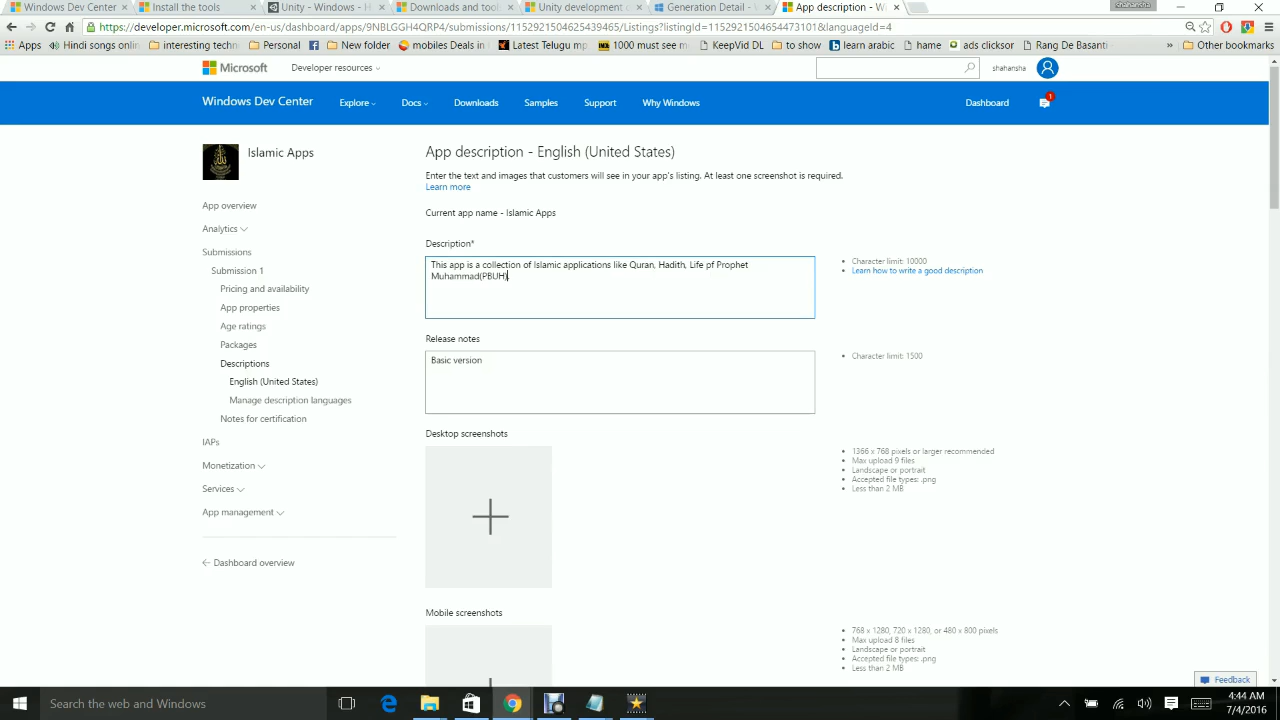 shahansha
Windows Dev Center
Install the tools
Unity - Windows - H
Downloads and tools
Unity development
Generation Detail - W
App description - W
https://developer.microsoft.com/en-us/dashboard/apps/9NBLGGH4QRP4/submissions/1152921504625439465/Listings?listingId=1152921504654473101&languageId=4
Apps
Hindi songs onli
interesting technic
Personal
New folder
mobiles Deals in I
Latest Telugu mp
1000 must see m
KeepVid DL
to show
learn arabic
home
ads clicksor
Rang De Basanti
»
Other bookmarks
Microsoft
Developer resources
shahansha
Windows Dev Center
Explore
Docs
Downloads
Samples
Support
Why Windows
Dashboard
1
Islamic Apps
App overview
Analytics
Submissions
Submission 1
Pricing and availability
App properties
Age ratings
Packages
Descriptions
English (United States)
Manage description languages
Notes for certification
IAPs
Monetization
Services
App management
Dashboard overview
App description - English (United States)
Enter the text and images that customers will see in your app's listing. At least one screenshot is required.
Learn more
Current app name - Islamic Apps
Description*
This app is a collection of Islamic applications like Quran, Hadith, Life pf Prophet
Muhammad(PBUH).
Character limit: 10000
Learn how to write a good description
Release notes
Basic version
Character limit: 1500
Desktop screenshots
1366 x 768 pixels or larger recommended
Max upload 9 files
Landscape or portrait
Accepted file types: .png
Less than 2 MB
Mobile screenshots
768 x 1280, 720 x 1280, or 480 x 800 pixels
Max upload 8 files
Landscape or portrait
Accepted file types: .png
Less than 2 MB
Feedback
Search the web and Windows
4:44 AM
7/4/2016